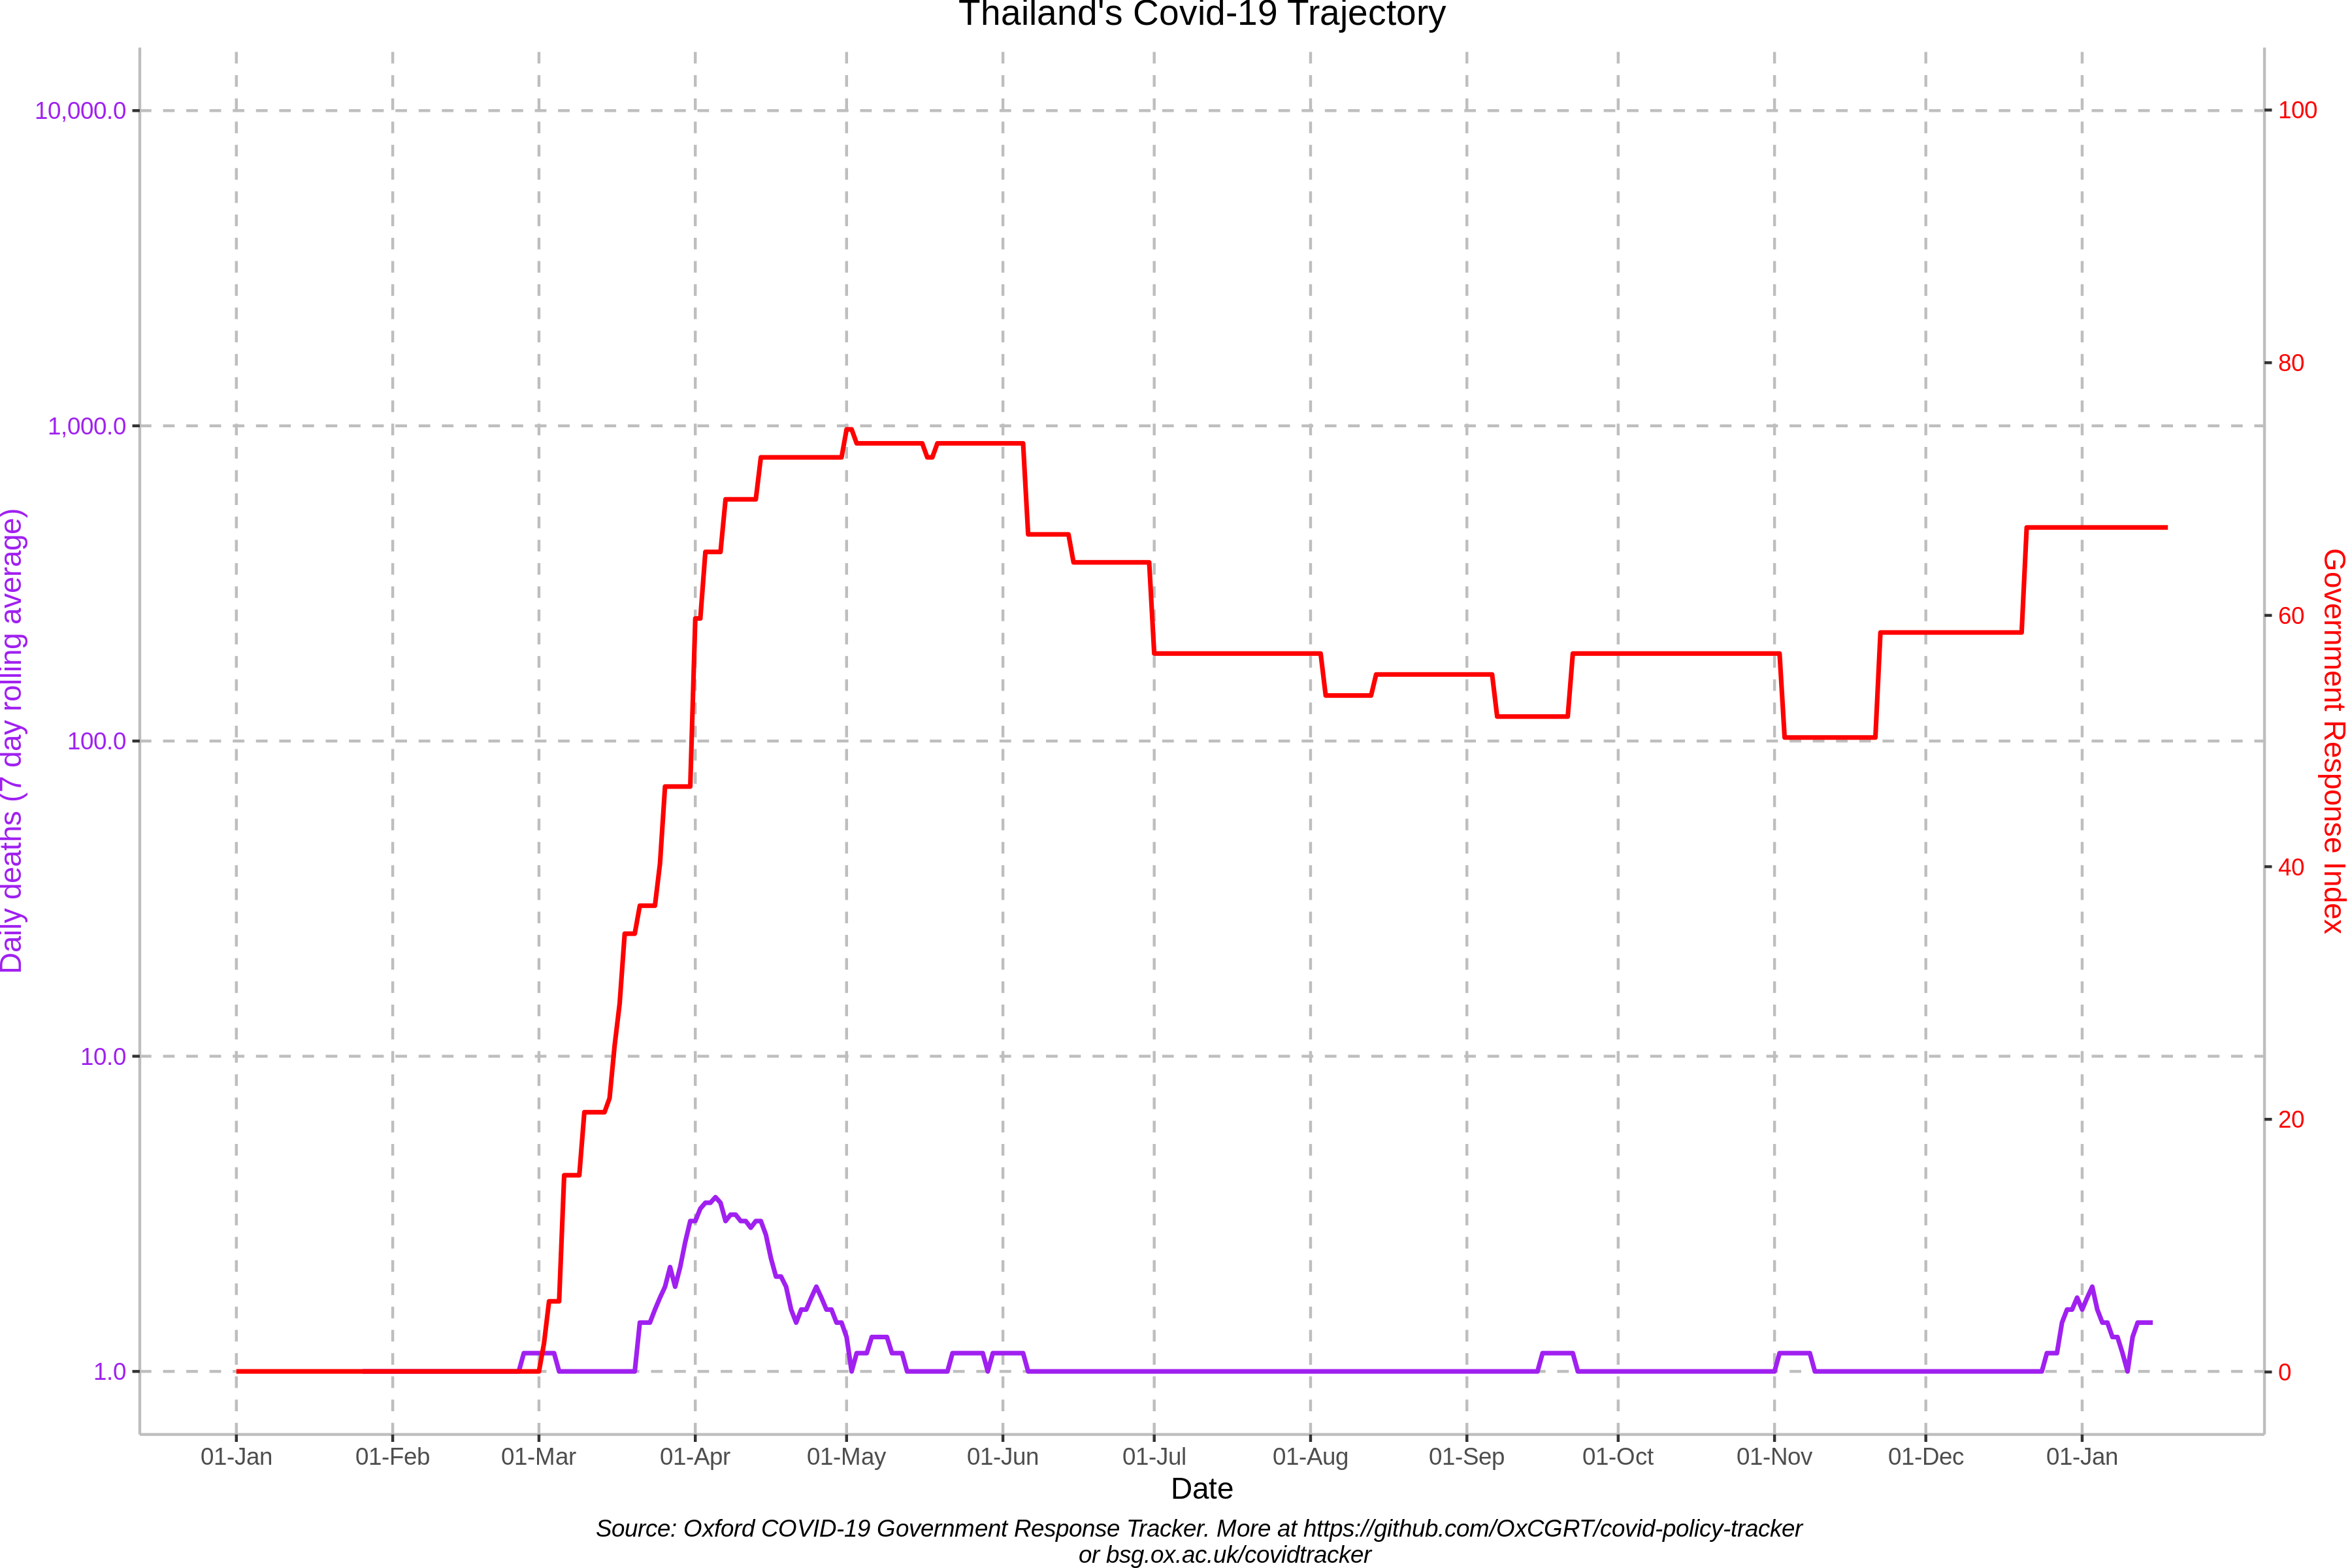 Thailand's Covid-19 Trajectory
10,000.0
1,000.0
100.0
10.0
1.0
Daily deaths (7 day rolling average)
100
80
60
40
20
0
Government Response Index
01-Jan 01-Feb 01-Mar 01-Apr 01-May 01-Jun 01-Jul 01-Aug 01-Sep 01-Oct 01-Nov 01-Dec 01-Jan
Date
Source: Oxford COVID-19 Government Response Tracker. More at https://github.com/OxCGRT/covid-policy-tracker
or bsg.ox.ac.uk/covidtracker